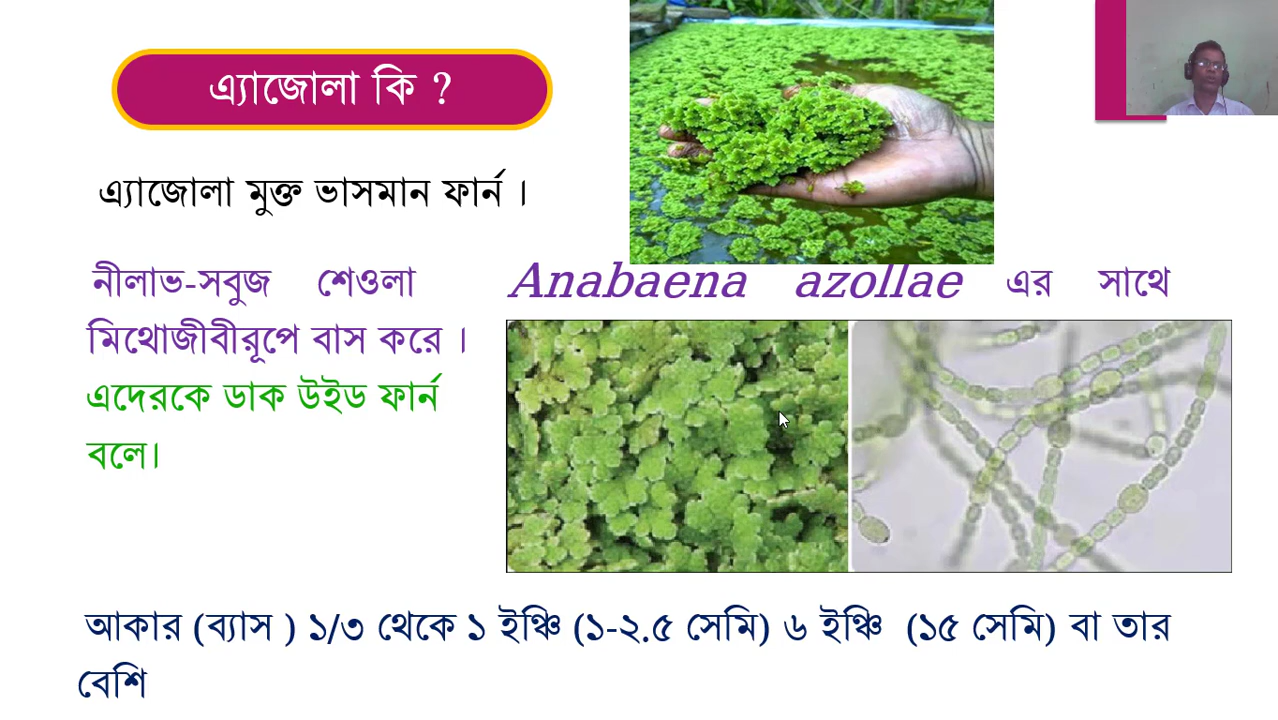 এ্যাজোলা কি ?
এ্যাজোলা মুক্ত ভাসমান ফার্ন ।
নীলাভ-সবুজ শেওলা Anabaena azollae এর সাথে
মিথোজীবীরূপে বাস করে ।
এদেরকে ডাক উইড ফার্ন
বলে।
আকার (ব্যাস ) ১/৩ থেকে ১ ইঞ্চি (১-২.৫ সেমি) ৬ ইঞ্চি (১৫ সেমি) বা তার
বেশি